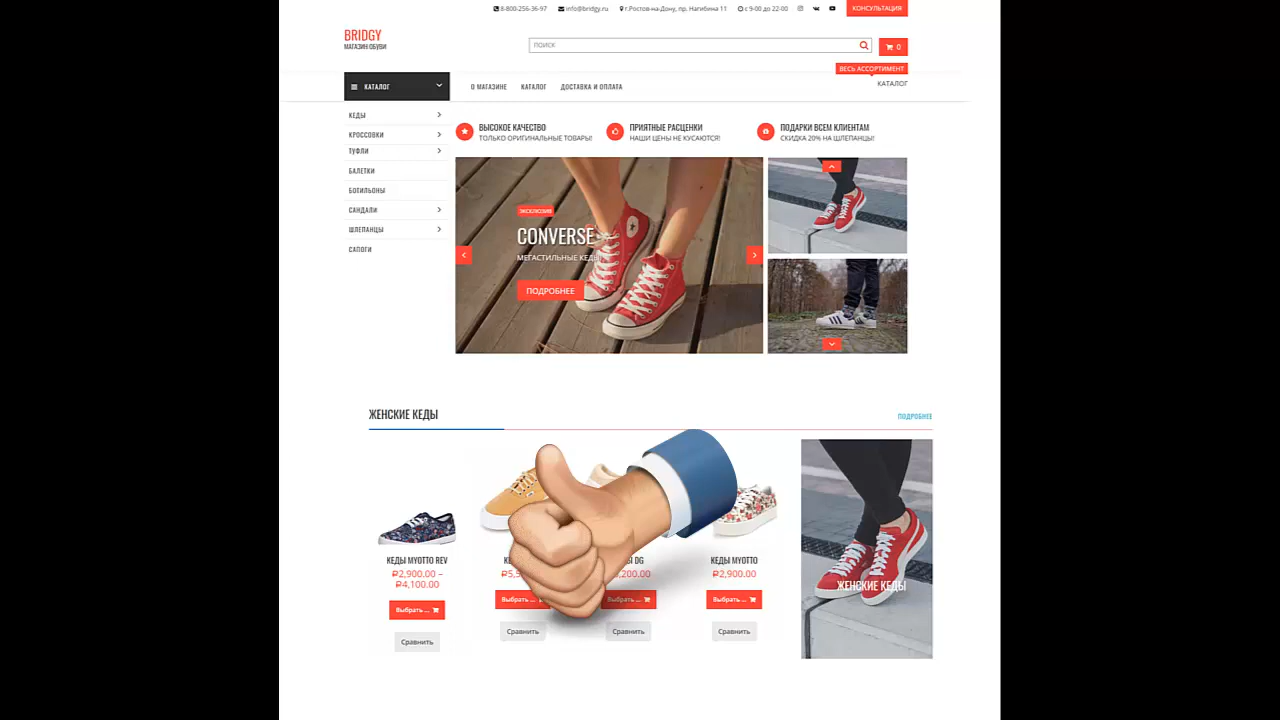 8-800-256-36-97 info@bridgy.ru г.Ростов-на-Дону, пр. Нагибина 11 с 9-00 до 22-00 КОНСУЛЬТАЦИЯ
BRIDGY
МАГАЗИН ОБУВИ
ПОИСК
0
ВЕСЬ АССОРТИМЕНТ
КАТАЛОГ
КАТАЛОГ О МАГАЗИНЕ КАТАЛОГ ДОСТАВКА И ОПЛАТА
КЕДЫ
КРОССОВКИ
ТУФЛИ
БАЛЕТКИ
БОТИЛЬОНЫ
САНДАЛИ
ШЛЕПАНЦЫ
САПОГИ
ВЫСОКОЕ КАЧЕСТВО
ТОЛЬКО ОРИГИНАЛЬНЫЕ ТОВАРЫ!
ПРИЯТНЫЕ РАСЦЕНКИ
НАШИ ЦЕНЫ НЕ КУСАЮТСЯ!
ПОДАРКИ ВСЕМ КЛИЕНТАМ
СКИДКА 20% НА ШЛЕПАНЦЫ!
ЭКСКЛЮЗИВ
CONVERSE
МЕГАСТИЛЬНЫЕ КЕДЫ
ПОДРОБНЕЕ
ЖЕНСКИЕ КЕДЫ
ПОДРОБНЕЕ
КЕДЫ MYOTTO REV
₽2,900.00 –
₽4,100.00
Выбрать ...
Сравнить
Выбрать ...
Сравнить
DG
,200.00
Выбрать ...
Сравнить
КЕДЫ MYOTTO
₽2,900.00
Выбрать ...
Сравнить
ЖЕНСКИЕ КЕДЫ